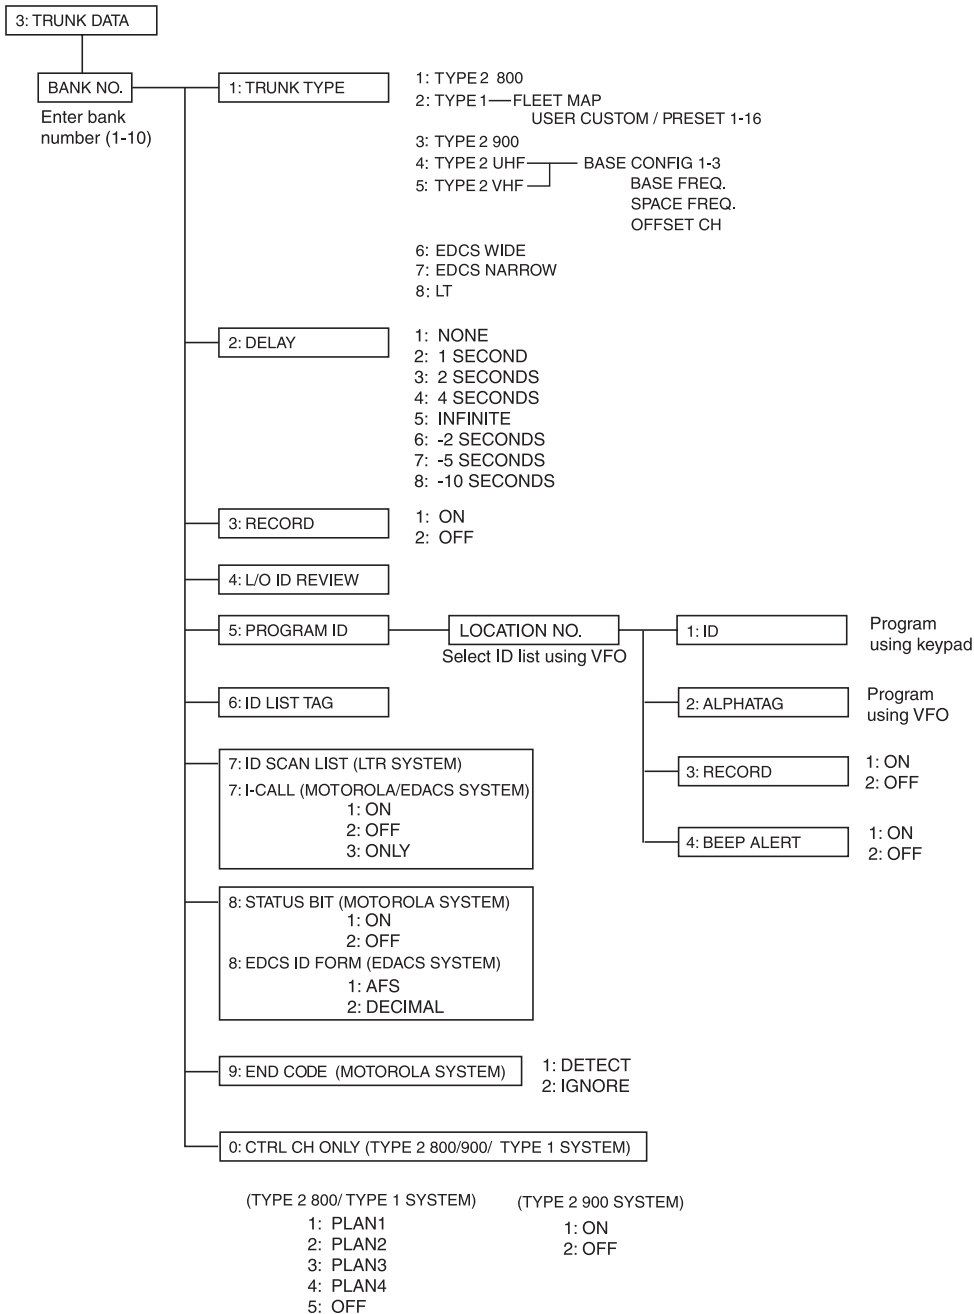 3: TRUNK DATA
BANK NO.
Enter bank
number (1-10)
1: TRUNK TYPE
1: TYPE 2 800
2: TYPE 1 FLEET MAP
USER CUSTOM / PRESET 1-16
3: TYPE 2 900
4: TYPE 2 UHF BASE CONFIG 1-3
5: TYPE 2 VHF BASE FREQ.
SPACE FREQ.
OFFSET CH
6: EDCS WIDE
7: EDCS NARROW
8: LT
2: DELAY
1: NONE
2: 1 SECOND
3: 2 SECONDS
4: 4 SECONDS
5: INFINITE
6: -2 SECONDS
7: -5 SECONDS
8: -10 SECONDS
3: RECORD
1: ON
2: OFF
4: L/O ID REVIEW
5: PROGRAM ID
LOCATION NO.
Select ID list using VFO
1: ID
Program
using keypad
2: ALPHATAG
Program
using VFO
3: RECORD
1: ON
2: OFF
4: BEEP ALERT
1: ON
2: OFF
6: ID LIST TAG
7: ID SCAN LIST (LTR SYSTEM)
7: I-CALL (MOTOROLA/EDACS SYSTEM)
1: ON
2: OFF
3: ONLY
8: STATUS BIT (MOTOROLA SYSTEM)
1: ON
2: OFF
8: EDCS ID FORM (EDACS SYSTEM)
1: AFS
2: DECIMAL
9: END CODE (MOTOROLA SYSTEM)
1: DETECT
2: IGNORE
0: CTRL CH ONLY (TYPE 2 800/900/ TYPE 1 SYSTEM)
(TYPE 2 800/ TYPE 1 SYSTEM)
1: PLAN1
2: PLAN2
3: PLAN3
4: PLAN4
5: OFF
(TYPE 2 900 SYSTEM)
1: ON
2: OFF